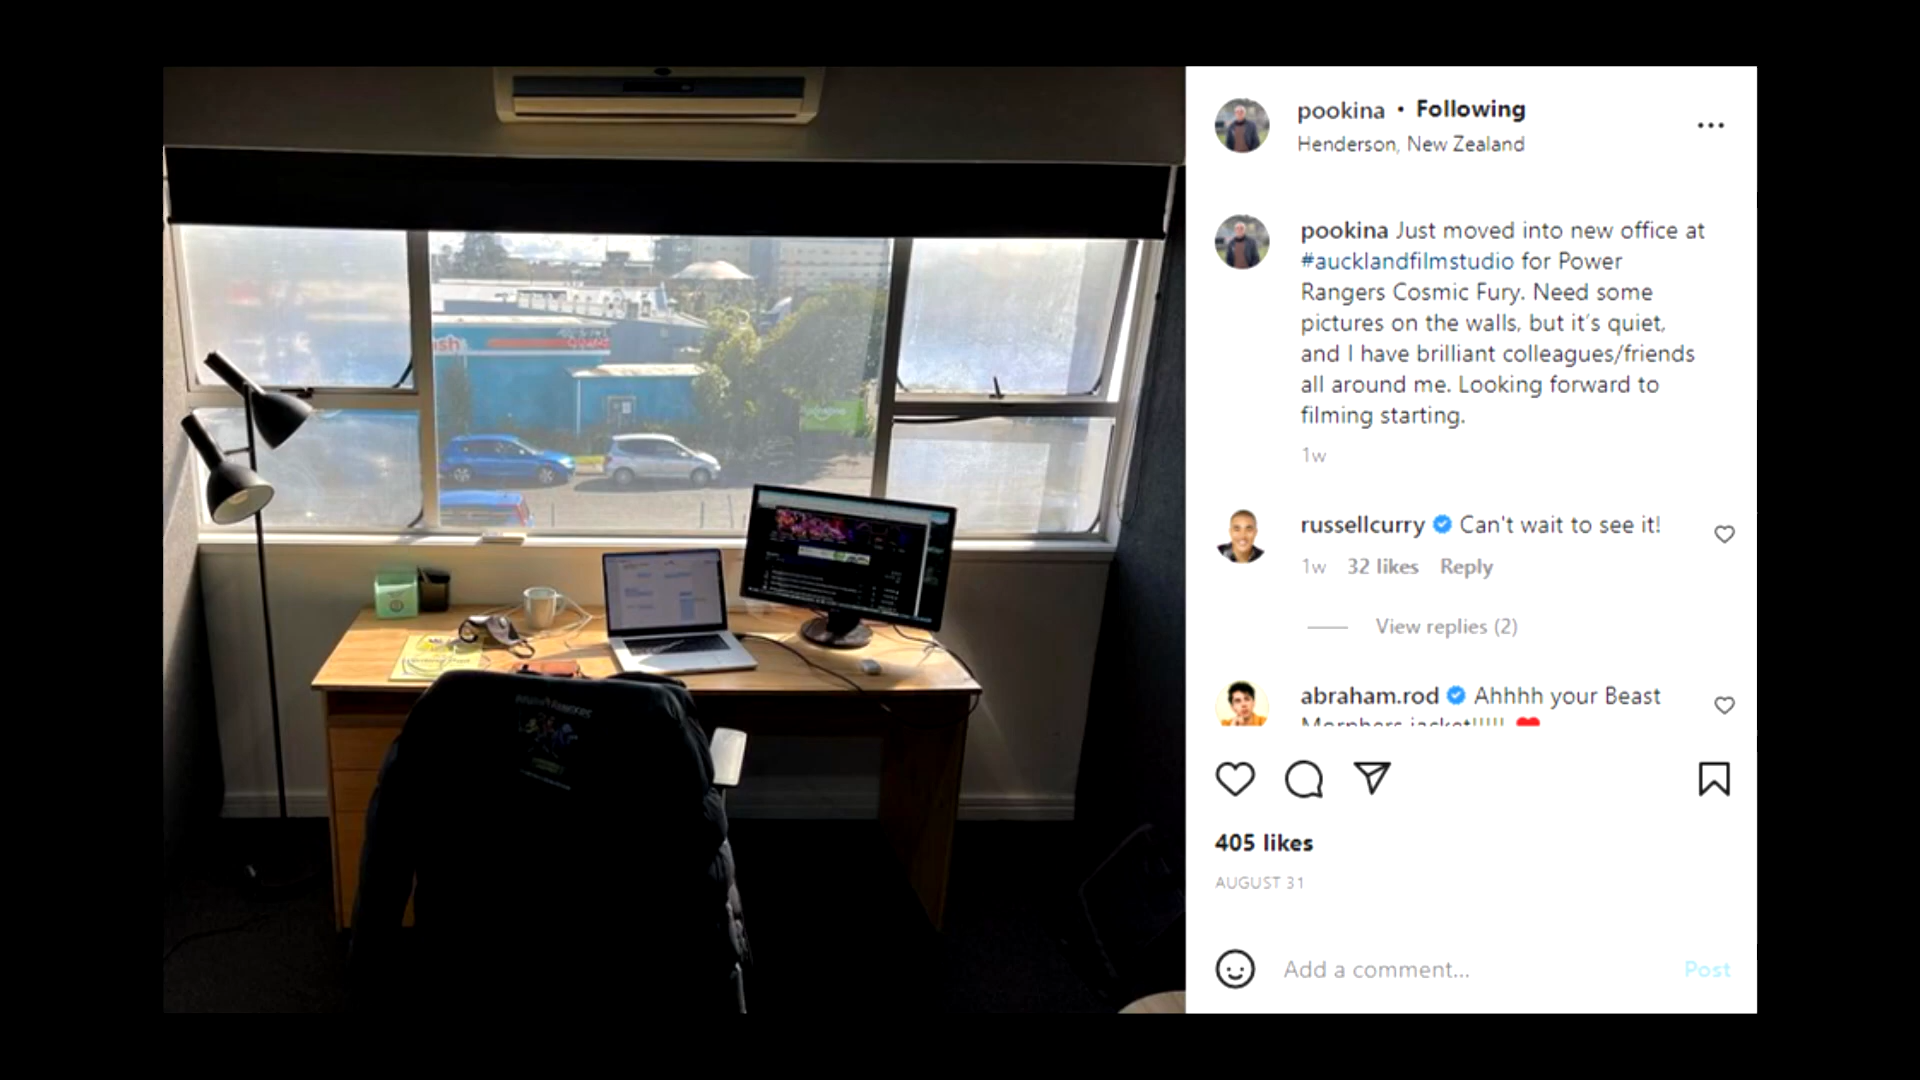 pookina • Following
Henderson, New Zealand
pookina Just moved into new office at
#aucklandfilmstudio for Power
Rangers Cosmic Fury. Need some
pictures on the walls, but it's quiet,
and I have brilliant colleagues/friends
all around me. Looking forward to
filming starting.
1w
russellcurry Can't wait to see it!
1w 32 likes Reply
View replies (2)
abraham.rod Ahhhh your Beast
Morphers jacket!!!!!
405 likes
AUGUST 31
Add a comment...
Post